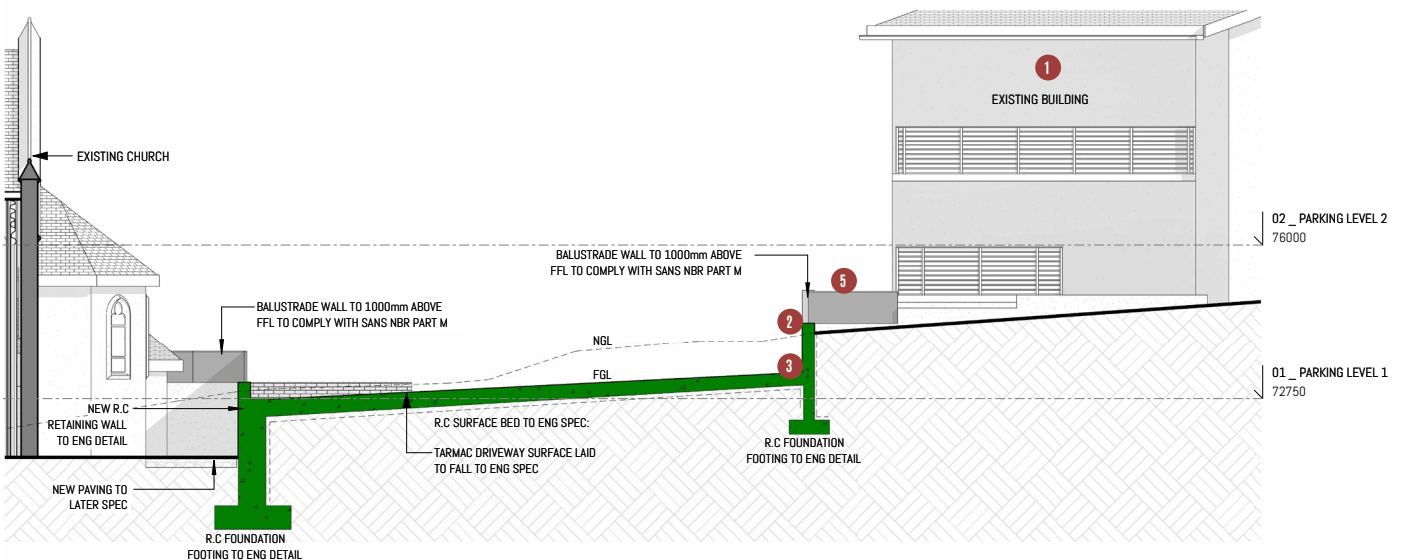 1
EXISTING BUILDING
EXISTING CHURCH
02 _ PARKING LEVEL 2
76000
BALUSTRADE WALL TO 1000mm ABOVE
FFL TO COMPLY WITH SANS NBR PART M
5
BALUSTRADE WALL TO 1000mm ABOVE
FFL TO COMPLY WITH SANS NBR PART M
2
NGL
3
FGL
01 _ PARKING LEVEL 1
72750
NEW R.C
RETAINING WALL
TO ENG DETAIL
R.C SURFACE BED TO ENG SPEC:
TARMAC DRIVEWAY SURFACE LAID
TO FALL TO ENG SPEC
R.C FOUNDATION
FOOTING TO ENG DETAIL
NEW PAVING TO
LATER SPEC
R.C FOUNDATION
FOOTING TO ENG DETAIL